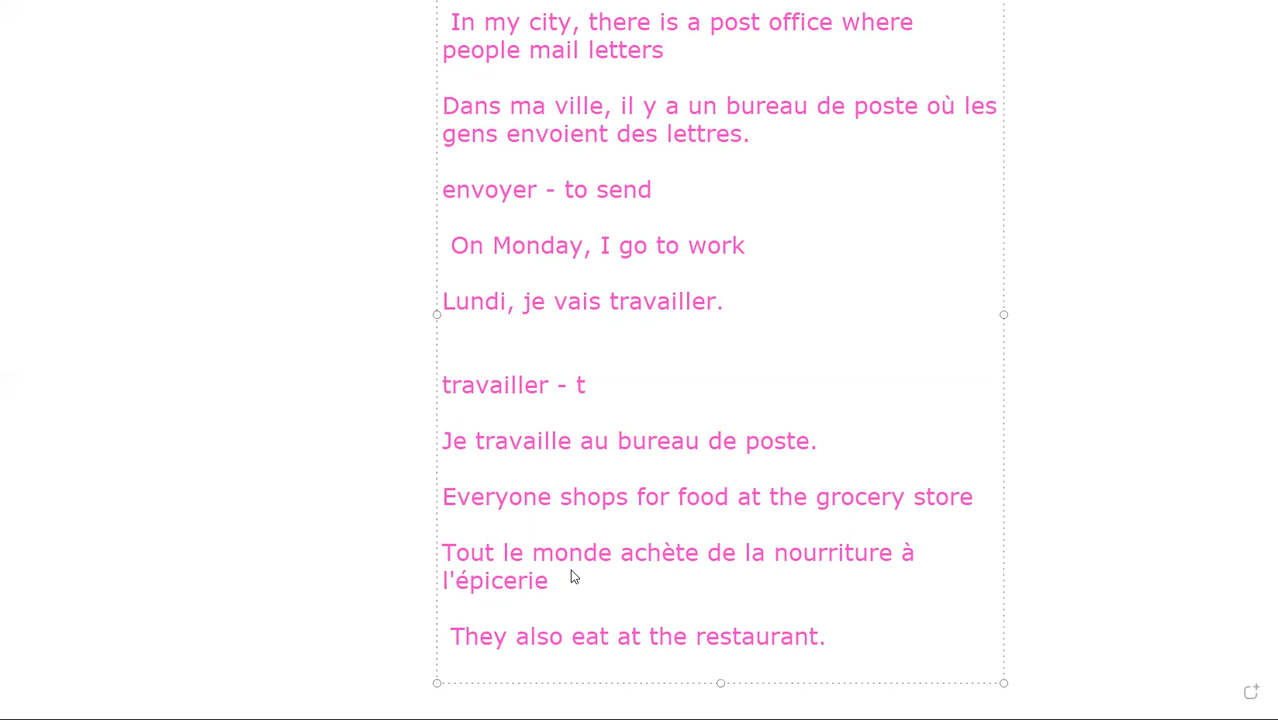 In my city, there is a post office where
people mail letters
Dans ma ville, il y a un bureau de poste où les
gens envoient des lettres.
envoyer - to send
On Monday, I go to work
Lundi, je vais travailler.
travailler - t
Je travaille au bureau de poste.
Everyone shops for food at the grocery store
Tout le monde achète de la nourriture à
l'épicerie
They also eat at the restaurant.